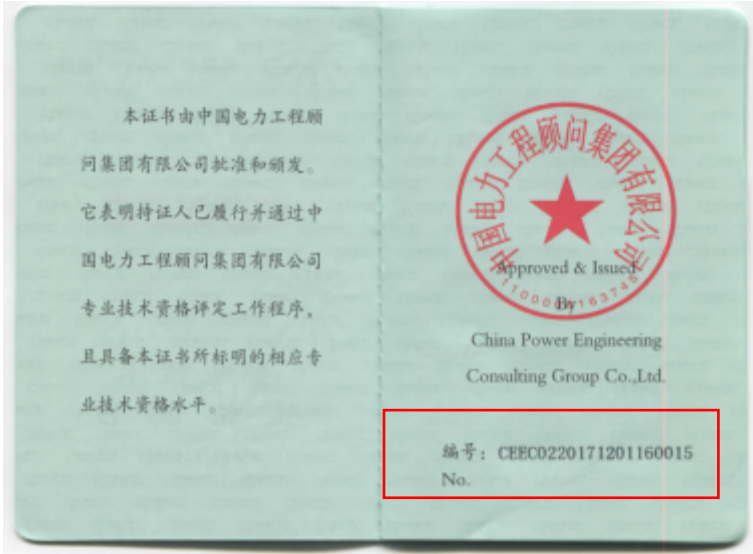 本证书由中国电力工程顾
问集团有限公司批准和颁发。
它表明持证人已履行并通过中
国电力工程顾问集团有限公司
专业技术资格评定工作程序，
且具备本证书所标明的相应专
业技术资格水平。
中国电力工程顾问集团有限公司
Approved & Issued
By
China Power Engineering
Consulting Group Co.,Ltd.
编号：CEEC0220171201160015
No.